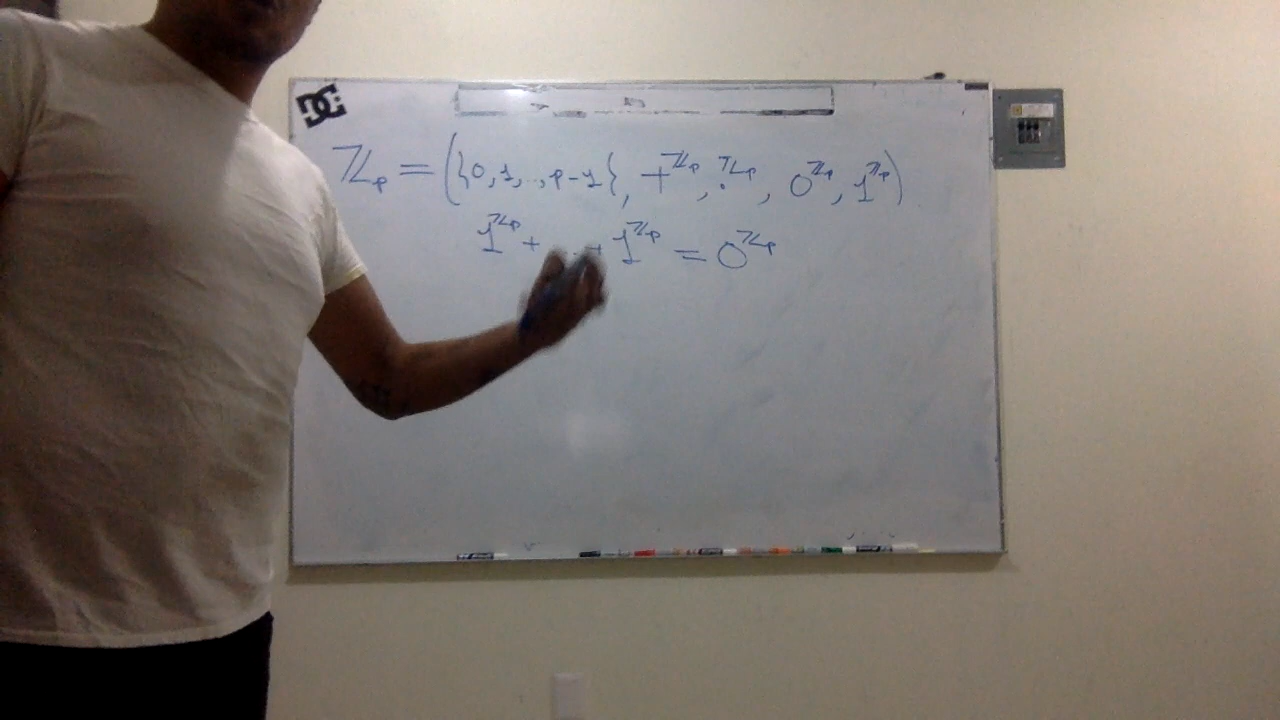 ℤₚ = ({0, 1, .., p-1}, +^ℤₚ, ·^ℤₚ, 0^ℤₚ, 1^ℤₚ)
1^ℤₚ + ... + 1^ℤₚ = 0^ℤₚ